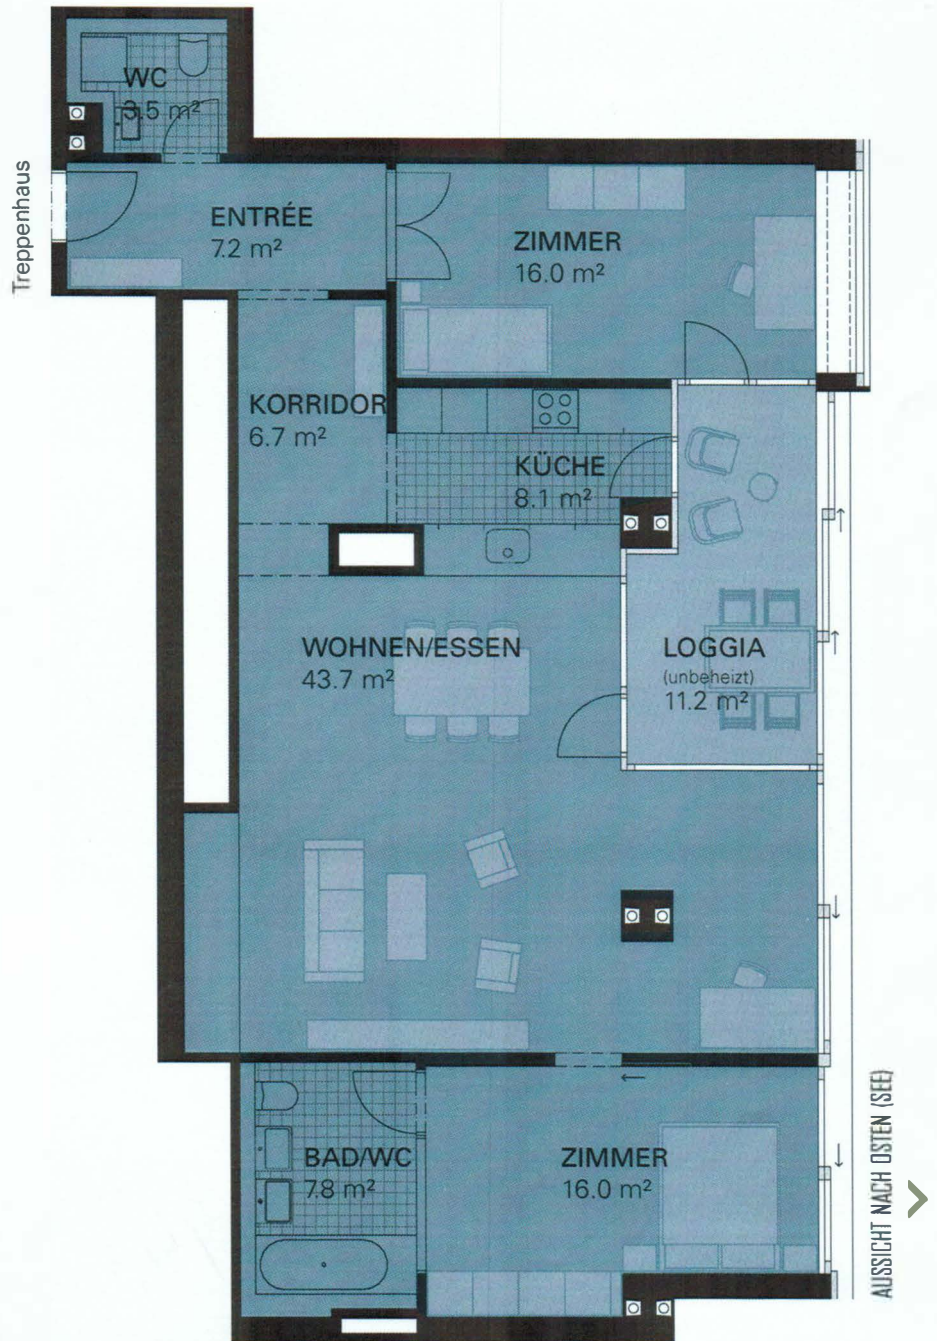 WC
3.5 m²
Treppenhaus
ENTRÉE
7.2 m²
ZIMMER
16.0 m²
KORRIDOR
6.7 m²
KÜCHE
8.1 m²
WOHNEN/ESSEN
43.7 m²
LOGGIA
(unbeheizt)
11.2 m²
BAD/WC
7.8 m²
ZIMMER
16.0 m²
AUSSICHT NACH OSTEN (SEE)